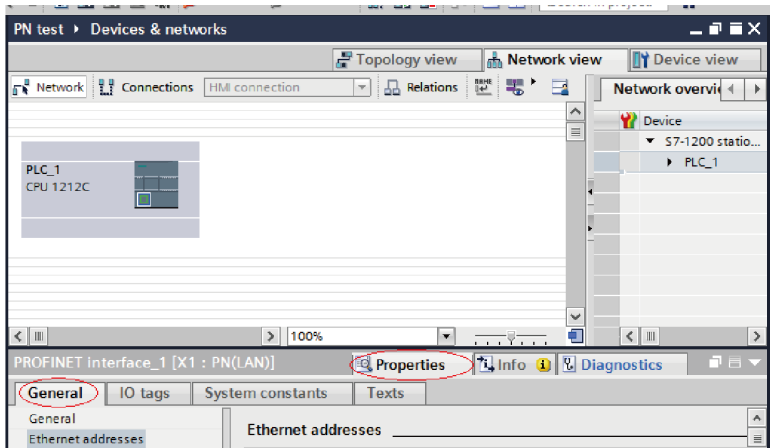 PN test ▸ Devices & networks
Topology view
Network view
Device view
Network
Connections
HMI connection
Relations
Network overvi
Device
S7-1200 statio...
PLC_1
PLC_1
CPU 1212C
100%
PROFINET interface_1 [X1 : PN(LAN)]
Properties
Info
Diagnostics
General
IO tags
System constants
Texts
General
Ethernet addresses
Ethernet addresses